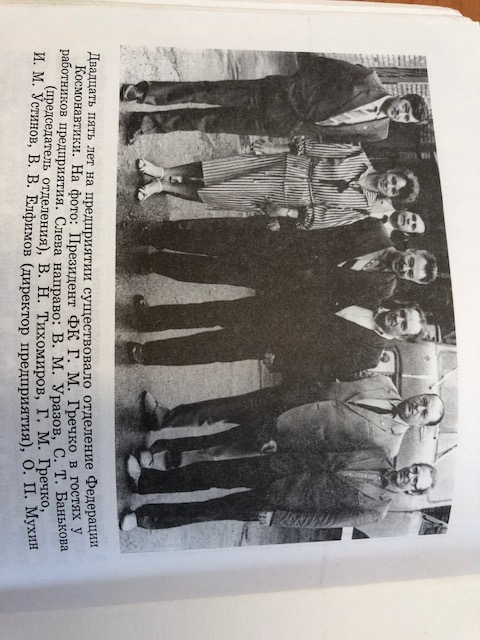 Двадцать пять лет на предприятии существовало отделение Федерации
Космонавтики. На фото: Президент ФК Г. М. Гречко в гостях у
работников предприятия. Слева направо: В. М. Уразов, С. Т. Банькова
(председатель отделения), В. Н. Тихомиров, Г. М. Гречко,
И. М. Устинов, В. В. Елфимов (директор предприятия), О. П. Мухин